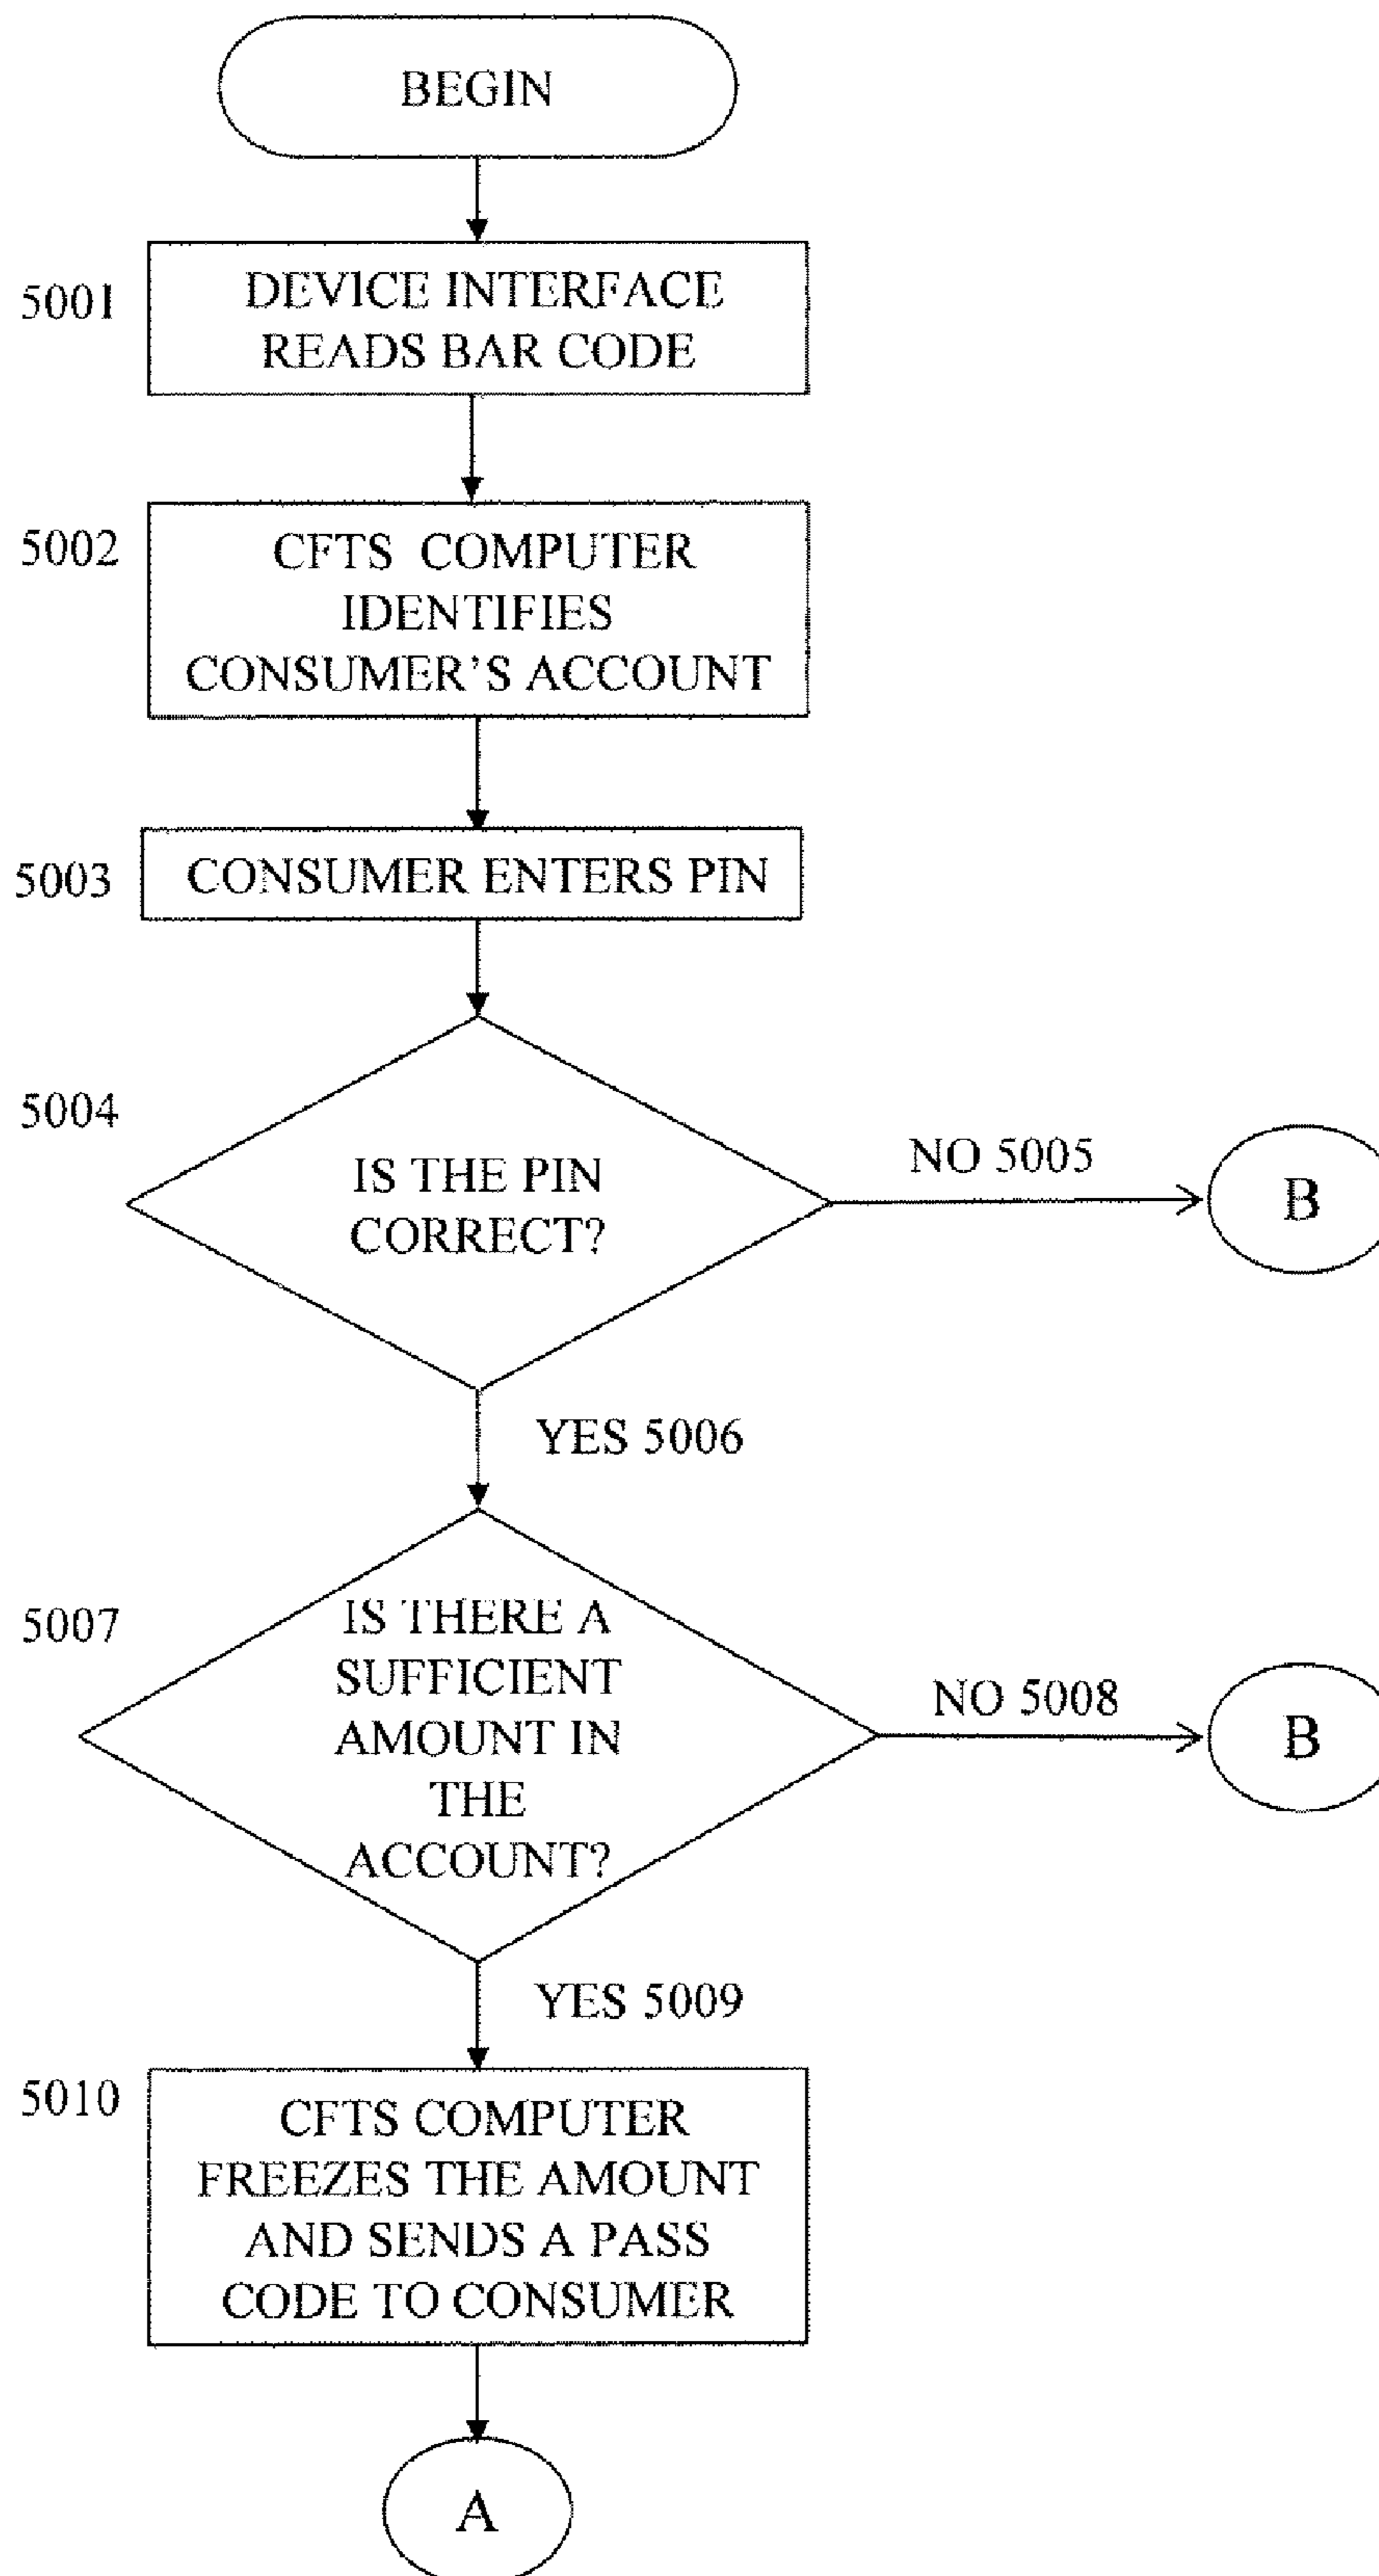 BEGIN
5001
DEVICE INTERFACE
READS BAR CODE
5002
CFTS COMPUTER
IDENTIFIES
CONSUMER'S ACCOUNT
5003
CONSUMER ENTERS PIN
5004
IS THE PIN
CORRECT?
NO 5005
B
YES 5006
5007
IS THERE A
SUFFICIENT
AMOUNT IN
THE
ACCOUNT?
NO 5008
B
YES 5009
5010
CFTS COMPUTER
FREEZES THE AMOUNT
AND SENDS A PASS
CODE TO CONSUMER
A